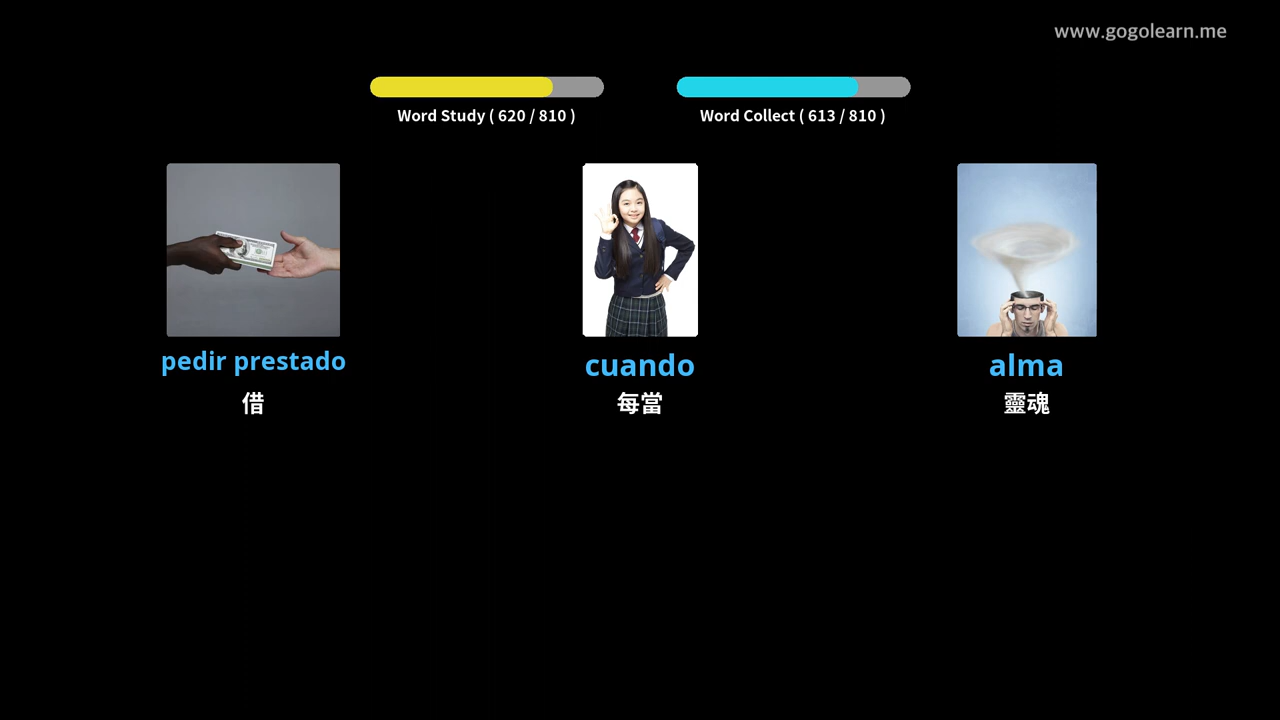 www.gogolearn.me
Word Study ( 620 / 810 )
Word Collect ( 613 / 810 )
pedir prestado
借
cuando
每當
alma
靈魂